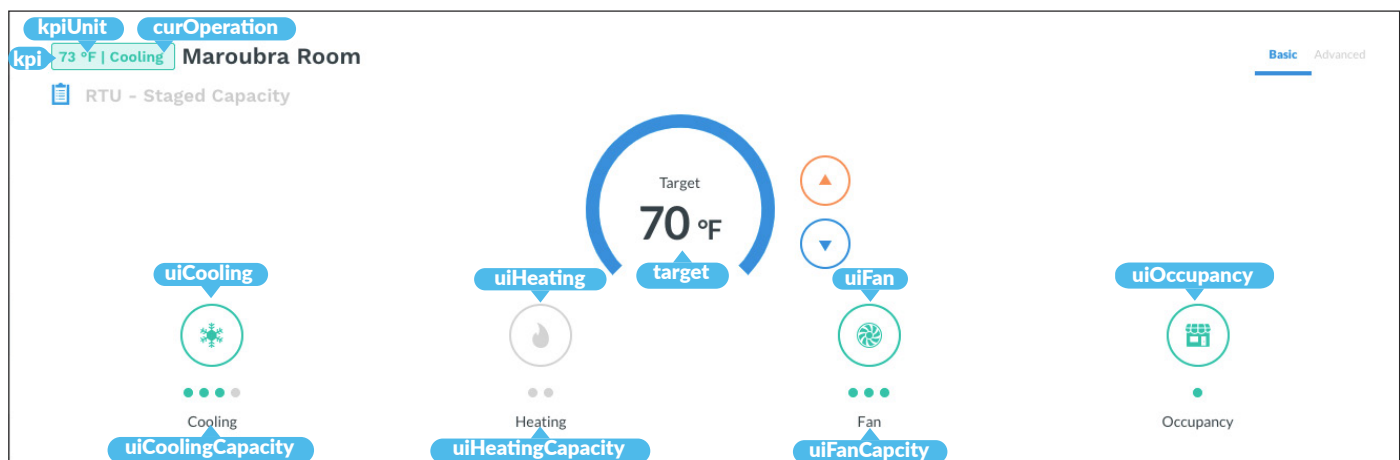 kpiUnit curOperation
kpi 73 °F | Cooling Maroubra Room Basic Advanced
RTU - Staged Capacity
Target
70 °F
uiCooling uiHeating target uiFan uiOccupancy
Cooling Heating Fan Occupancy
uiCoolingCapacity uiHeatingCapacity uiFanCapcity